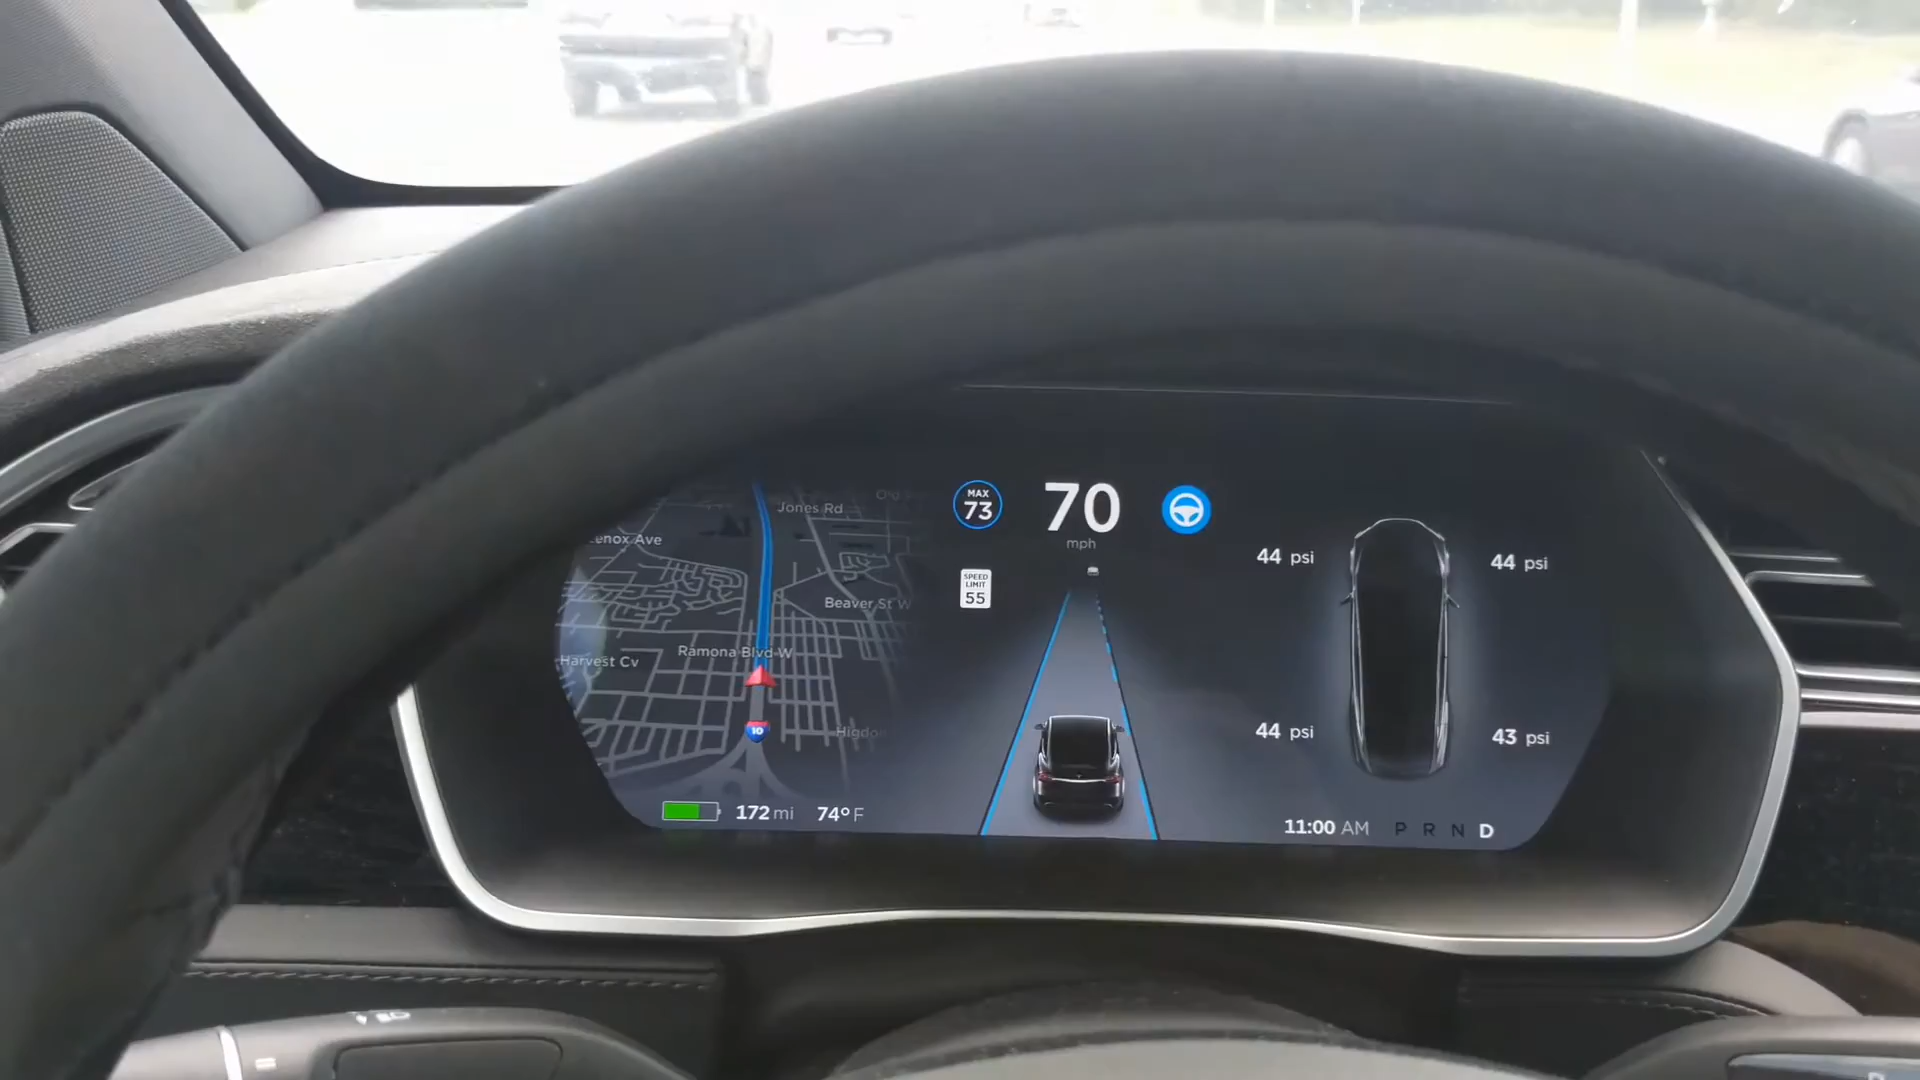 Jones Rd
Lenox Ave
Beaver St W
Ramona Blvd W
Harvest Cv
10
172 mi
74° F
MAX
73
70
mph
SPEED
LIMIT
55
44 psi
44 psi
44 psi
43 psi
11:00 AM
P R N D